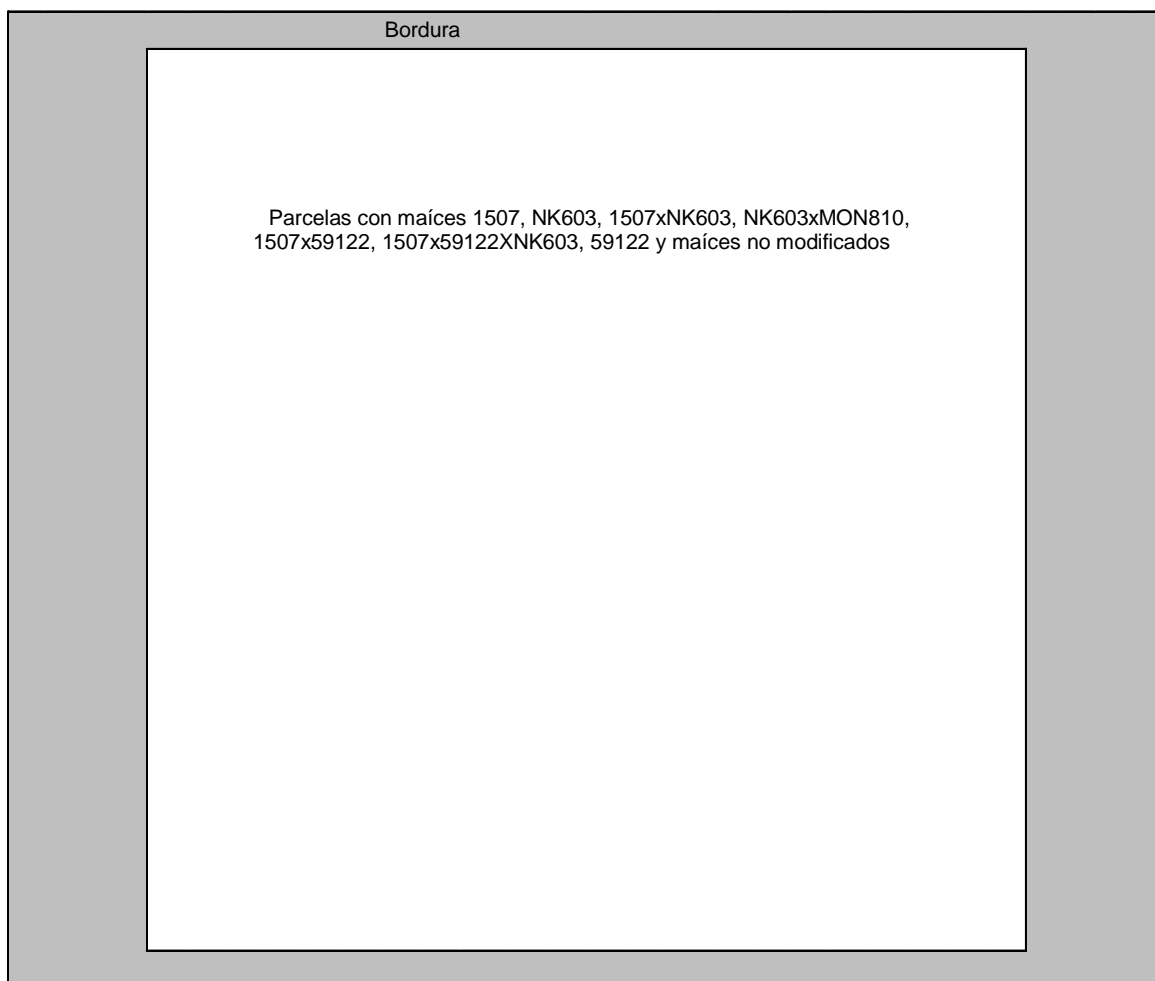 Bordura
Parcelas con maíces 1507, NK603, 1507xNK603, NK603xMON810,
1507x59122, 1507x59122XNK603, 59122 y maíces no modificados